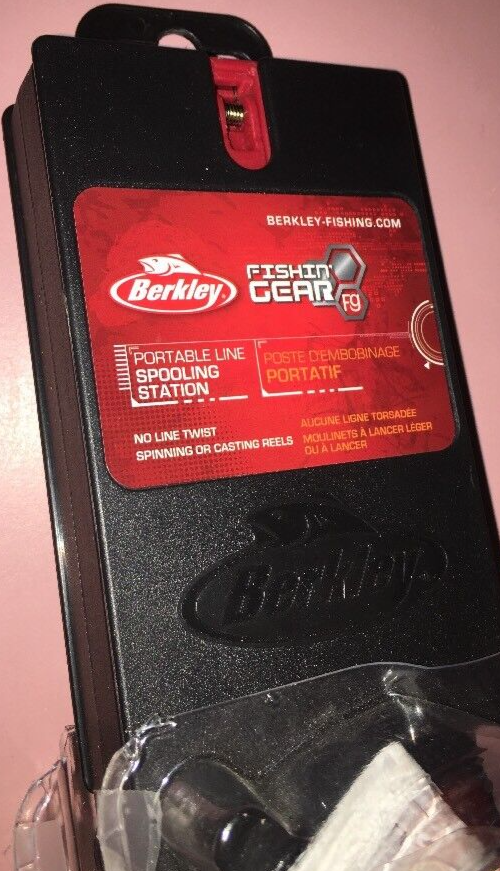 BERKLEY-FISHING.COM
Berkley
FISHIN'
GEAR
Fg
PORTABLE LINE
SPOOLING
STATION
POSTE D'EMBOBINAGE
PORTATIF
NO LINE TWIST
SPINNING OR CASTING REELS
AUCUNE LIGNE TORSADÉE
MOULINETS À LANCER LÉGER
OU À LANCER
Berkley